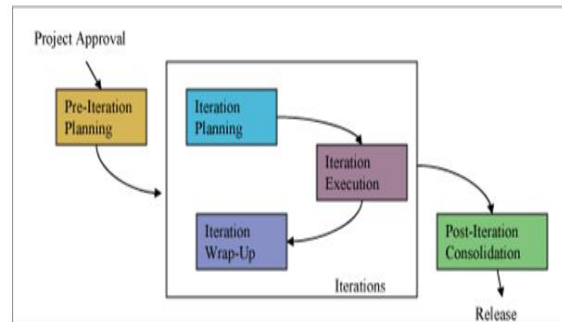 Project Approval
Pre-Iteration
Planning
Iteration
Planning
Iteration
Execution
Iteration
Wrap-Up
Iterations
Post-Iteration
Consolidation
Release